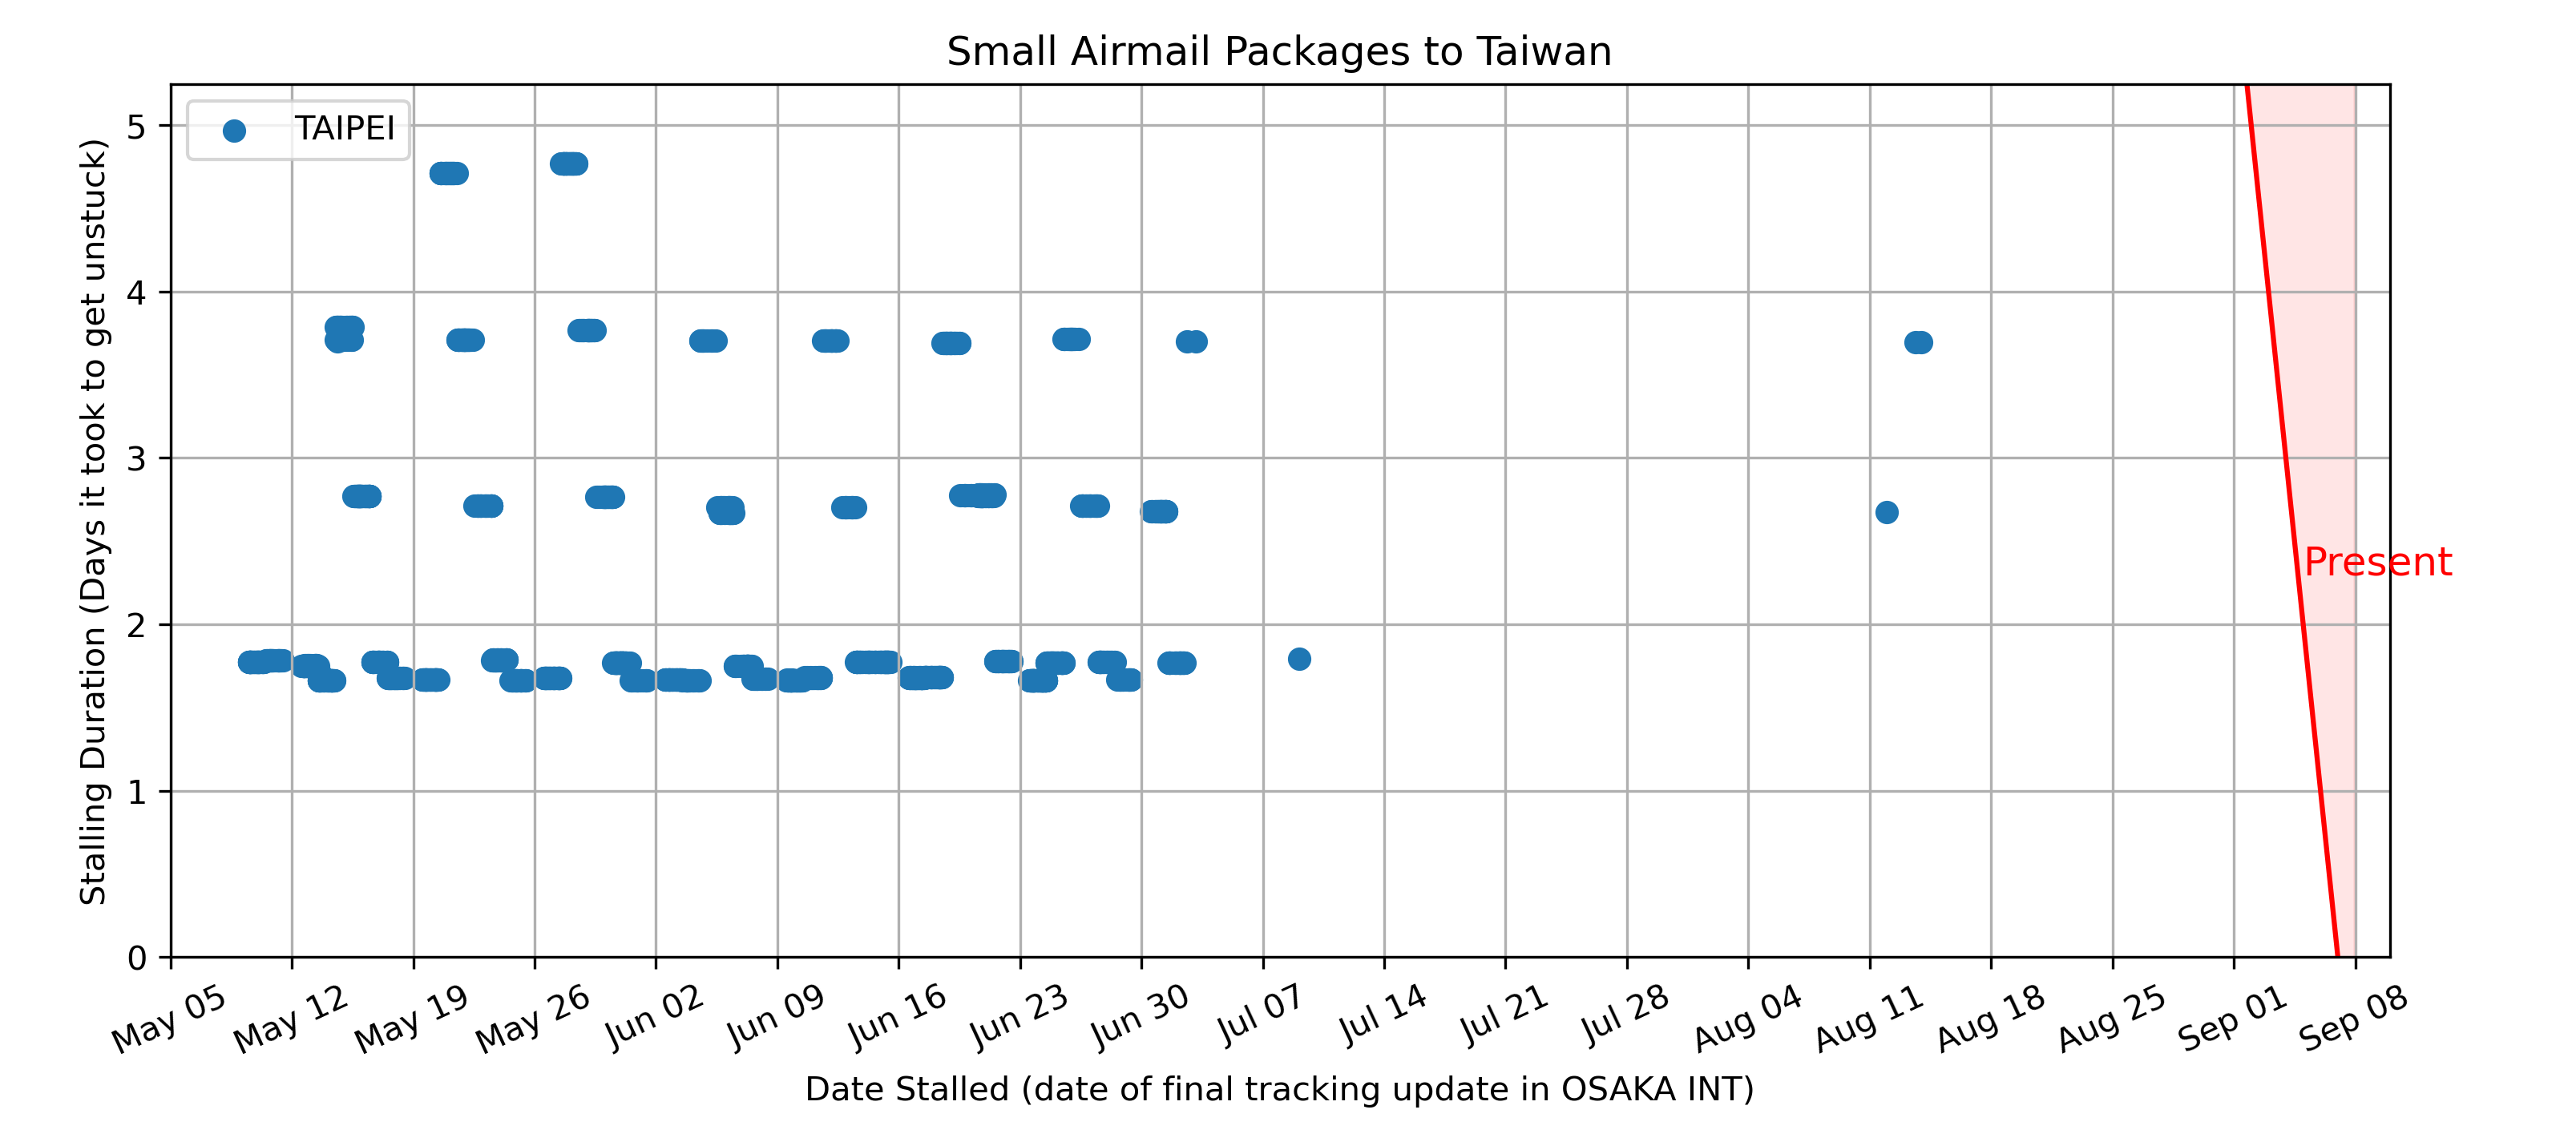 Small Airmail Packages to Taiwan
TAIPEI
5
4
3
2
1
0
Stalling Duration (Days it took to get unstuck)
Present
May 05
May 12
May 19
May 26
Jun 02
Jun 09
Jun 16
Jun 23
Jun 30
Jul 07
Jul 14
Jul 21
Jul 28
Aug 04
Aug 11
Aug 18
Aug 25
Sep 01
Sep 08
Date Stalled (date of final tracking update in OSAKA INT)